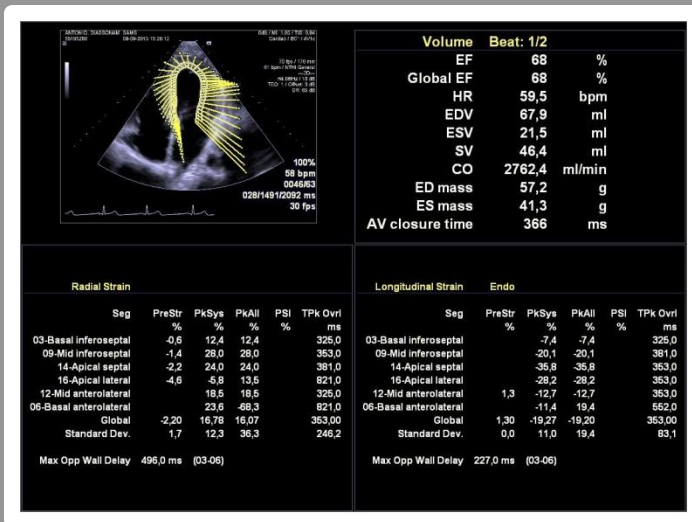 ANTONIO, DIASSONAM, SAMS
09-09-2013 15:26:12
Volume Beat: 1/2
EF 68 %
Global EF 68 %
HR 59,5 bpm
EDV 67,9 ml
ESV 21,5 ml
SV 46,4 ml
CO 2762,4 ml/min
ED mass 57,2 g
ES mass 41,3 g
AV closure time 366 ms
100%
58 bpm
0046/63
028/1491/2092 ms
30 fps
Radial Strain
Seg PreStr PkSys PkAll PSI TPk Ovrl
% % % % ms
03-Basal inferoseptal -0,6 12,4 12,4 325,0
09-Mid inferoseptal -1,4 28,0 28,0 353,0
14-Apical septal -2,2 24,0 24,0 381,0
16-Apical lateral -4,6 -5,8 13,5 821,0
12-Mid anterolateral 18,5 18,5 325,0
06-Basal anterolateral 23,6 -68,3 821,0
Global -2,20 16,78 16,07 353,00
Standard Dev. 1,7 12,3 36,3 246,2
Max Opp Wall Delay 496,0 ms (03-06)
Longitudinal Strain Endo
Seg PreStr PkSys PkAll PSI TPk Ovrl
% % % % ms
03-Basal inferoseptal -7,4 -7,4 325,0
09-Mid inferoseptal -20,1 -20,1 381,0
14-Apical septal -35,8 -35,8 353,0
16-Apical lateral -28,2 -28,2 353,0
12-Mid anterolateral 1,3 -12,7 -12,7 353,0
06-Basal anterolateral -11,4 19,4 552,0
Global 1,30 -19,27 -19,20 353,00
Standard Dev. 0,0 11,0 19,4 83,1
Max Opp Wall Delay 227,0 ms (03-06)